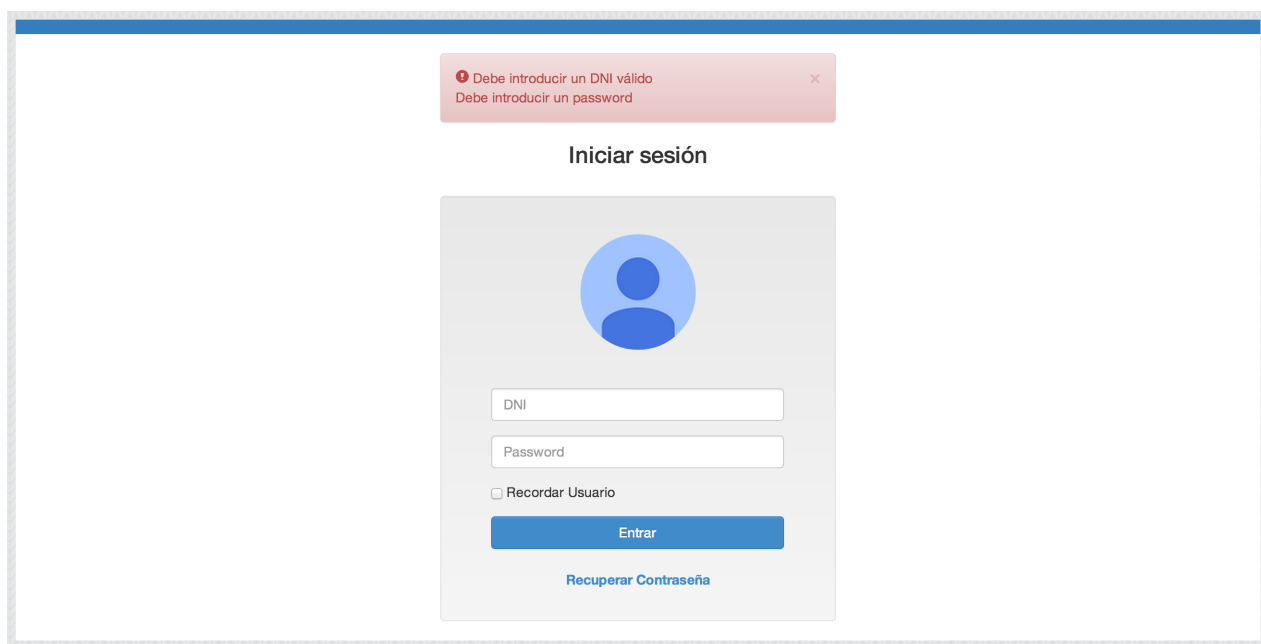 Debe introducir un DNI válido ×
Debe introducir un password
Iniciar sesión
DNI
Password
Recordar Usuario
Entrar
Recuperar Contraseña